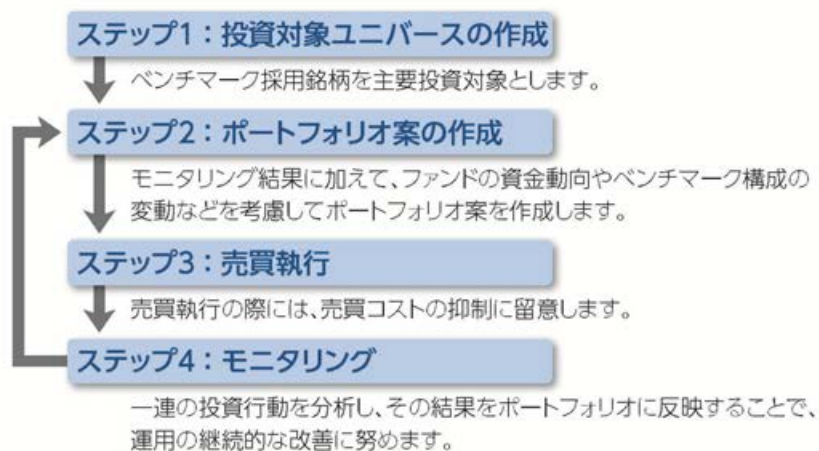 ステップ1：投資対象ユニバースの作成
ベンチマーク採用銘柄を主要投資対象とします。
ステップ2：ポートフォリオ案の作成
モニタリング結果に加えて、ファンドの資金動向やベンチマーク構成の
変動などを考慮してポートフォリオ案を作成します。
ステップ3：売買執行
売買執行の際には、売買コストの抑制に留意します。
ステップ4：モニタリング
一連の投資行動を分析し、その結果をポートフォリオに反映することで、
運用の継続的な改善に努めます。